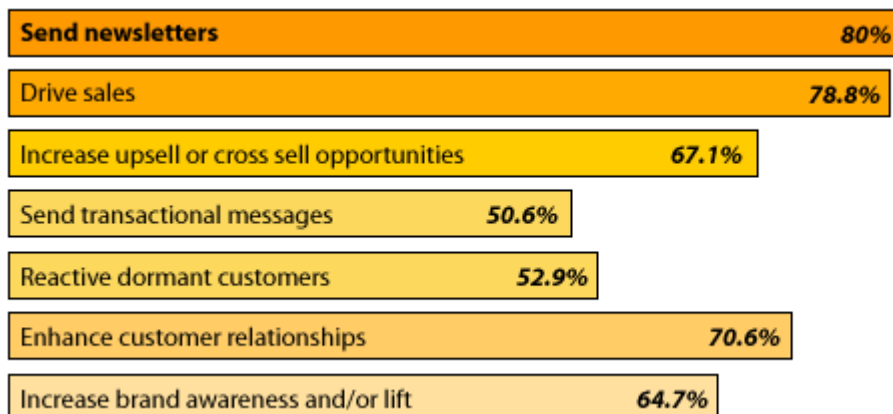 Send newsletters 80%
Drive sales 78.8%
Increase upsell or cross sell opportunities 67.1%
Send transactional messages 50.6%
Reactive dormant customers 52.9%
Enhance customer relationships 70.6%
Increase brand awareness and/or lift 64.7%